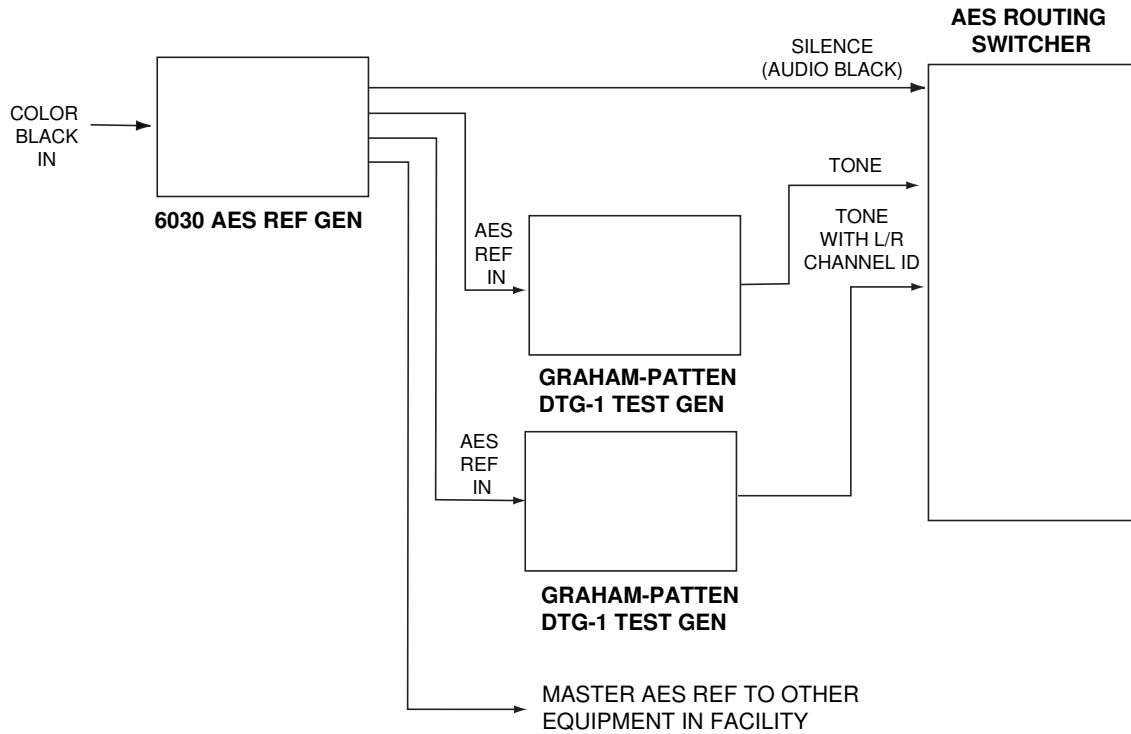 AES ROUTING
SWITCHER
SILENCE
(AUDIO BLACK)
COLOR
BLACK
IN
6030 AES REF GEN
TONE
TONE
WITH L/R
CHANNEL ID
AES
REF
IN
GRAHAM-PATTEN
DTG-1 TEST GEN
AES
REF
IN
GRAHAM-PATTEN
DTG-1 TEST GEN
MASTER AES REF TO OTHER
EQUIPMENT IN FACILITY